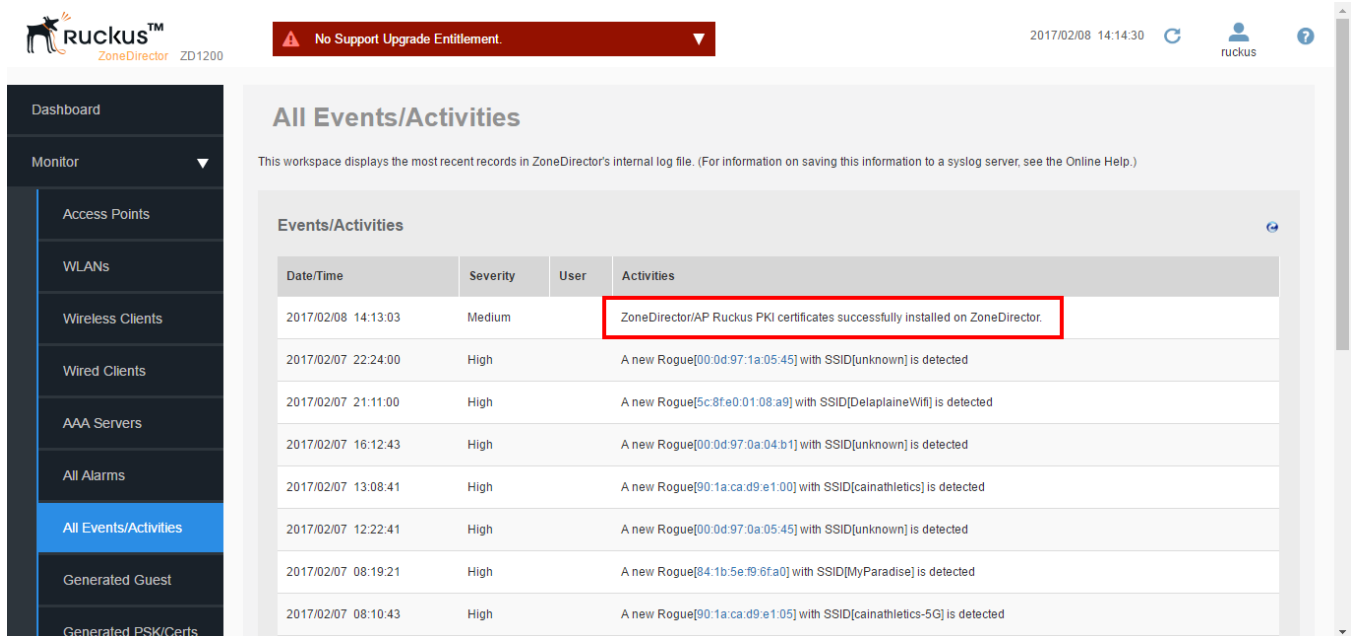 Ruckus™
ZoneDirector ZD1200
No Support Upgrade Entitlement.
2017/02/08 14:14:30
ruckus
?
Dashboard
Monitor
Access Points
WLANs
Wireless Clients
Wired Clients
AAA Servers
All Alarms
All Events/Activities
Generated Guest
Generated PSK/Certs
All Events/Activities
This workspace displays the most recent records in ZoneDirector's internal log file. (For information on saving this information to a syslog server, see the Online Help.)
Events/Activities
Date/Time Severity User Activities
2017/02/08 14:13:03 Medium ZoneDirector/AP Ruckus PKI certificates successfully installed on ZoneDirector.
2017/02/07 22:24:00 High A new Rogue[00:0d:97:1a:05:45] with SSID[unknown] is detected
2017/02/07 21:11:00 High A new Rogue[5c:8f:e0:01:08:a9] with SSID[DelaplaineWifi] is detected
2017/02/07 16:12:43 High A new Rogue[00:0d:97:0a:04:b1] with SSID[unknown] is detected
2017/02/07 13:08:41 High A new Rogue[90:1a:ca:d9:e1:00] with SSID[cainathletics] is detected
2017/02/07 12:22:41 High A new Rogue[00:0d:97:0a:05:45] with SSID[unknown] is detected
2017/02/07 08:19:21 High A new Rogue[84:1b:5e:f9:6f:a0] with SSID[MyParadise] is detected
2017/02/07 08:10:43 High A new Rogue[90:1a:ca:d9:e1:05] with SSID[cainathletics-5G] is detected